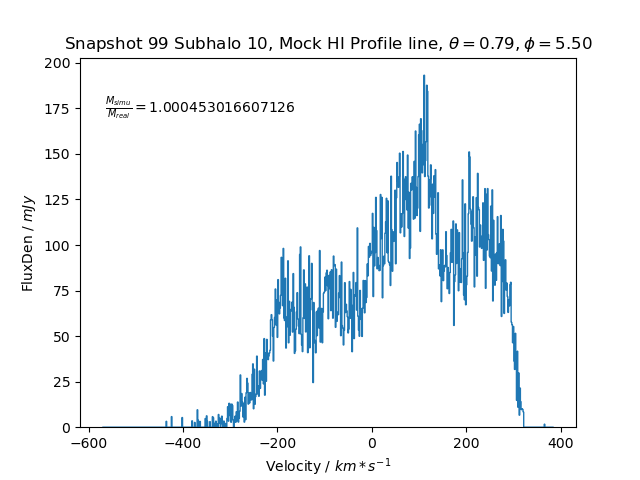 Snapshot 99 Subhalo 10, Mock HI Profile line, θ = 0.79, ϕ = 5.50
200
M_simu/M_real = 1.000453016607126
175
150
125
100
75
50
25
0
FluxDen / mJy
−600 −400 −200 0 200 400
Velocity / km * s⁻¹